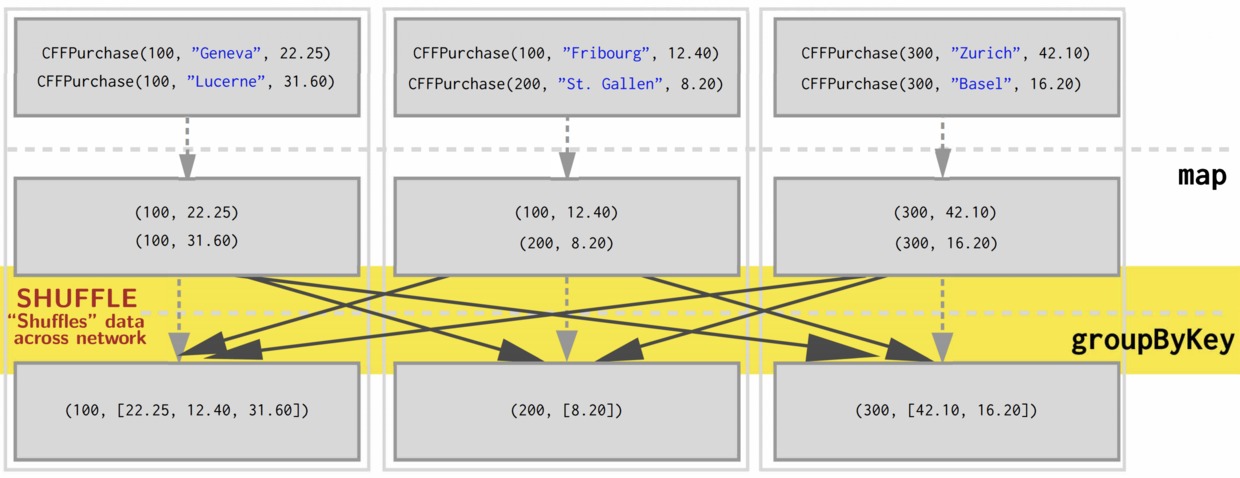 CFFPurchase(100, ”Geneva”, 22.25)
CFFPurchase(100, ”Lucerne”, 31.60)
CFFPurchase(100, ”Fribourg”, 12.40)
CFFPurchase(200, ”St. Gallen”, 8.20)
CFFPurchase(300, ”Zurich”, 42.10)
CFFPurchase(300, ”Basel”, 16.20)
map
(100, 22.25)
(100, 31.60)
(100, 12.40)
(200, 8.20)
(300, 42.10)
(300, 16.20)
SHUFFLE
“Shuffles” data
across network
groupByKey
(100, [22.25, 12.40, 31.60])
(200, [8.20])
(300, [42.10, 16.20])